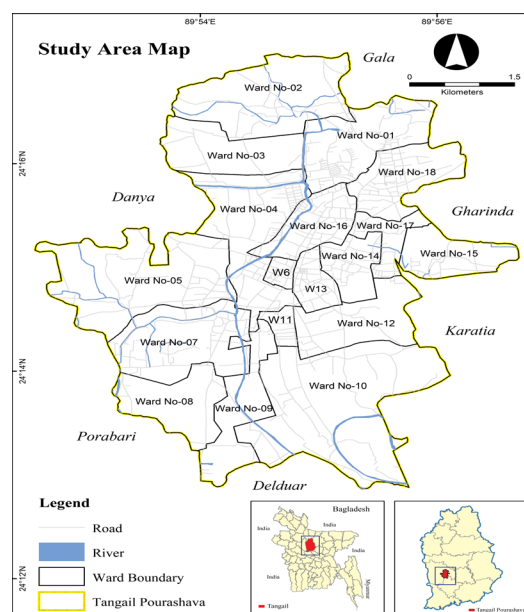 89°54'E
89°56'E
Study Area Map
Gala
0 1.5
Kilometers
Ward No-02
Ward No-01
24°16'N
Ward No-03
Ward No-18
Danya
Ward No-04
Gharinda
Ward No-16
Ward No-17
Ward No-14
Ward No-15
W6
Ward No-05
W13
W11
Ward No-12
Karatia
Ward No-07
24°14'N
Ward No-10
Ward No-08
Ward No-09
Porabari
Delduar
Legend
Road
River
Ward Boundary
Tangail Pourashava
24°12'N
Bangladesh
India
India
India
India
Myanmar
Tangail
Tangail Pourashava